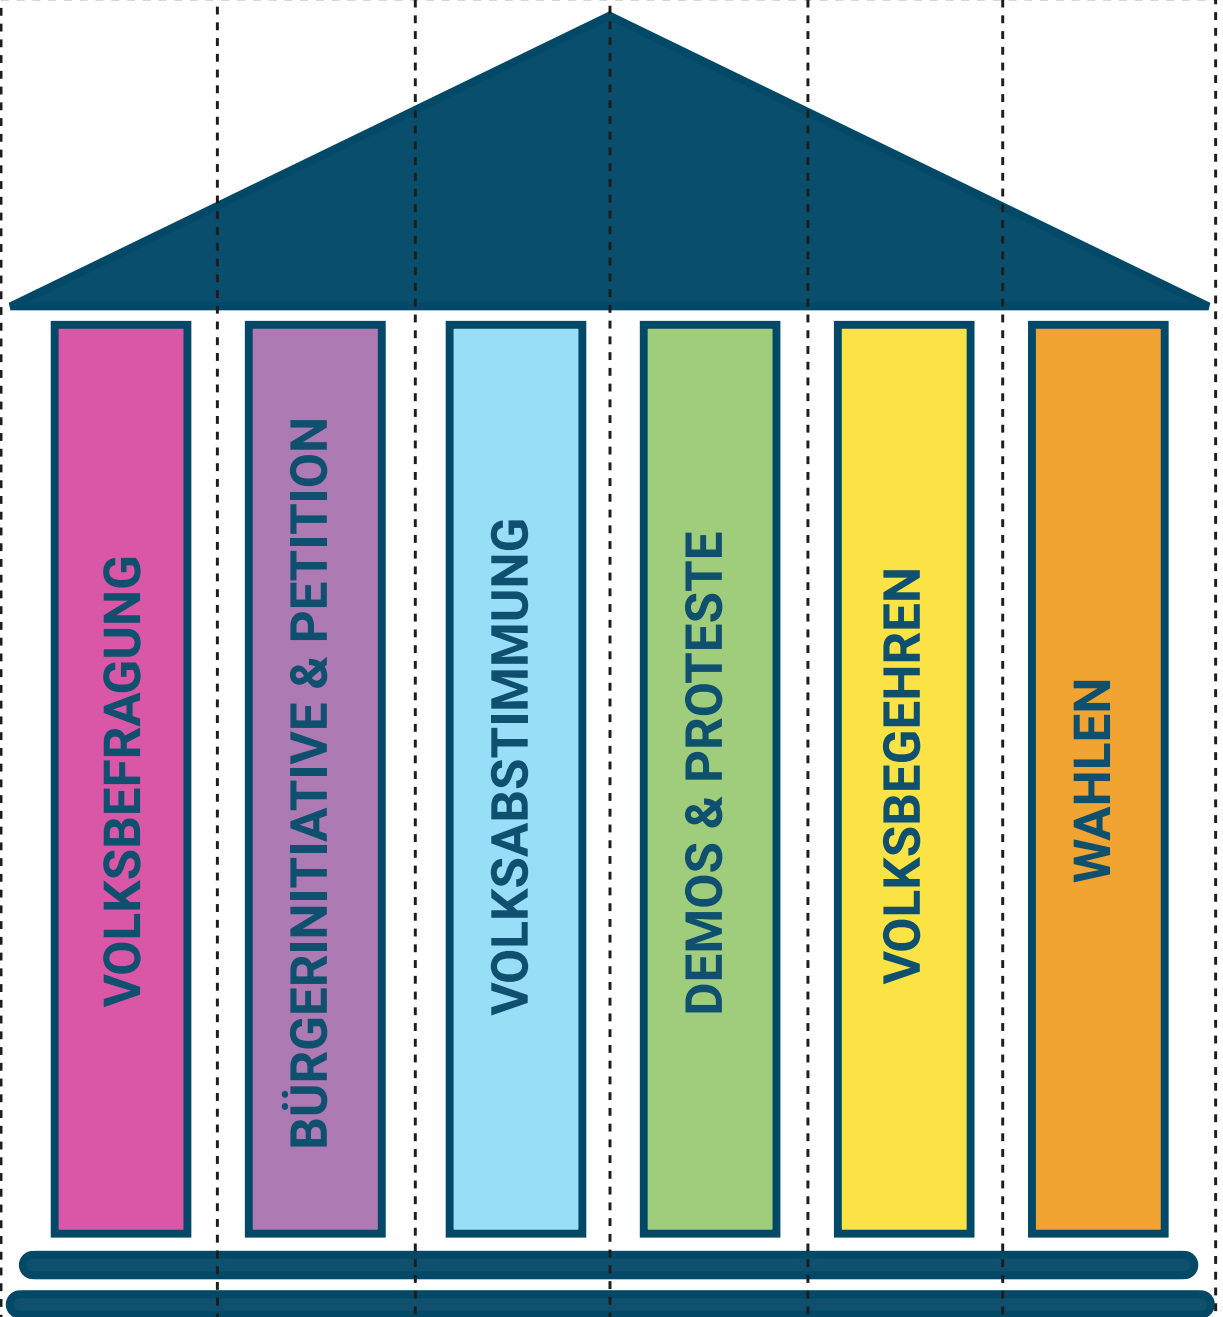 VOLKSBEFRAGUNG
BÜRGERINITIATIVE & PETITION
VOLKSABSTIMMUNG
DEMOS & PROTESTE
VOLKSBEGEHREN
WAHLEN